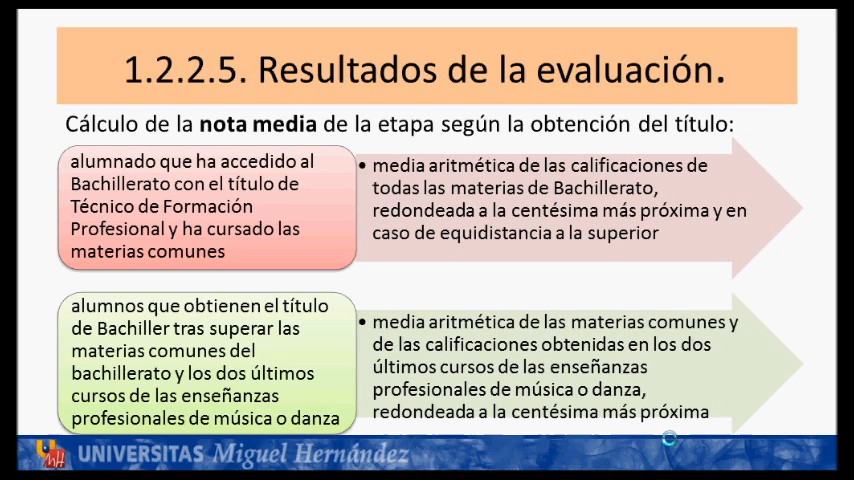 1.2.2.5. Resultados de la evaluación.
Cálculo de la nota media de la etapa según la obtención del título:
alumnado que ha accedido al
Bachillerato con el título de
Técnico de Formación
Profesional y ha cursado las
materias comunes
• media aritmética de las calificaciones de
todas las materias de Bachillerato,
redondeada a la centésima más próxima y en
caso de equidistancia a la superior
alumnos que obtienen el título
de Bachiller tras superar las
materias comunes del
bachillerato y los dos últimos
cursos de las enseñanzas
profesionales de música o danza
• media aritmética de las materias comunes y
de las calificaciones obtenidas en los dos
últimos cursos de las enseñanzas
profesionales de música o danza,
redondeada a la centésima más próxima
UNIVERSITAS Miguel Hernández